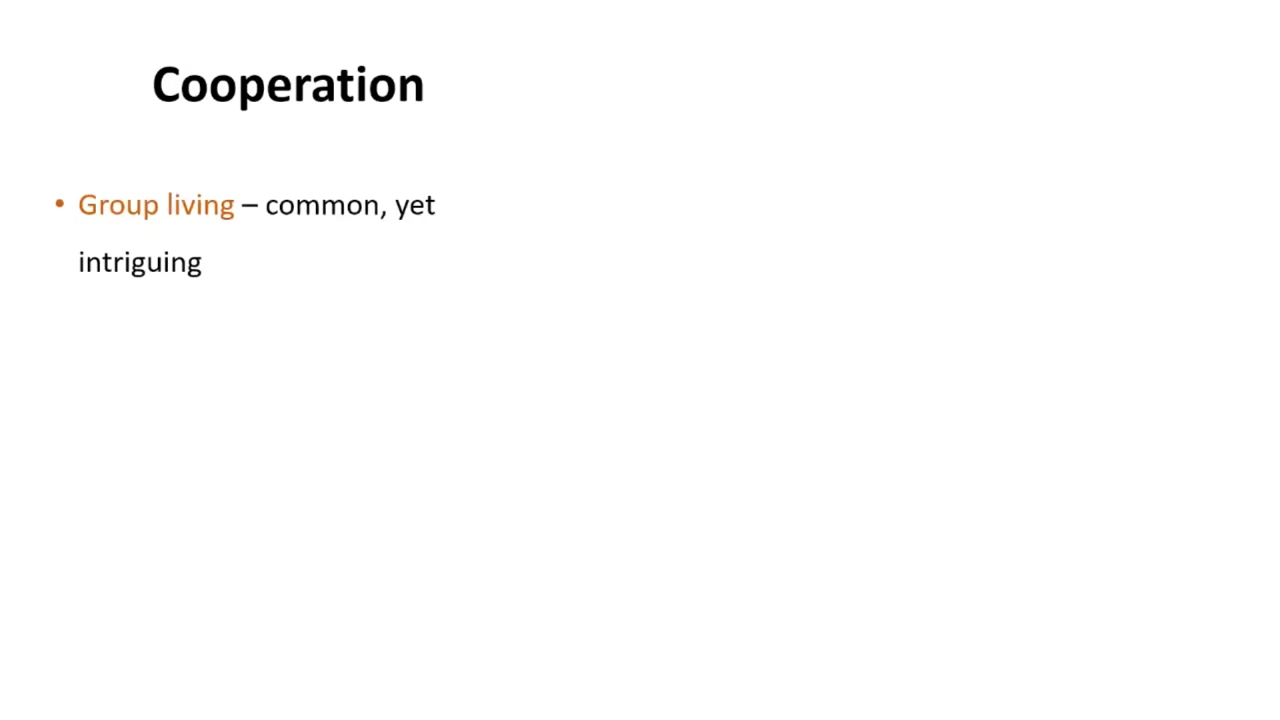 Cooperation
• Group living – common, yet
intriguing